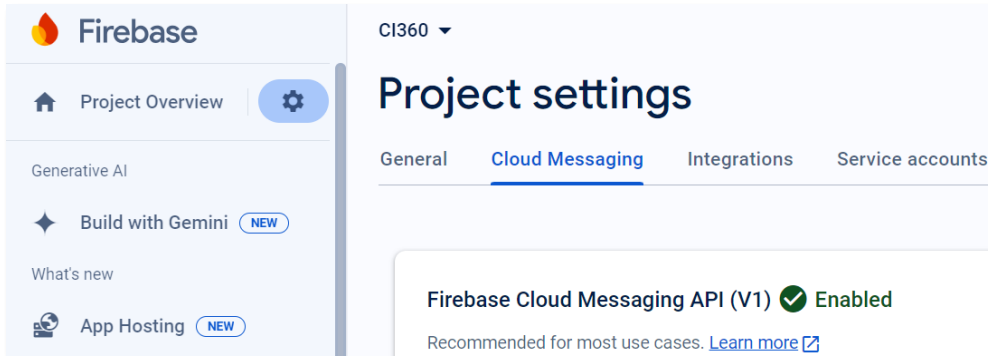 Firebase
Project Overview
Generative AI
Build with Gemini NEW
What's new
App Hosting NEW
CI360
Project settings
General Cloud Messaging Integrations Service accounts
Firebase Cloud Messaging API (V1) Enabled
Recommended for most use cases. Learn more